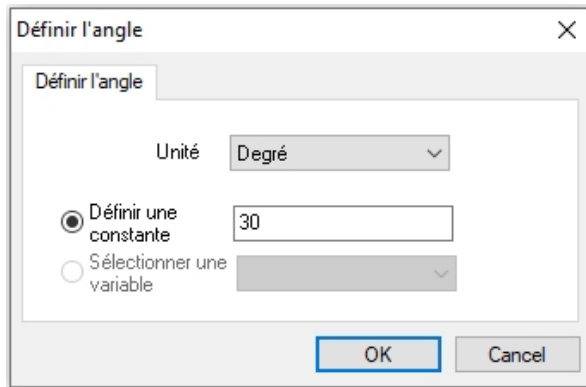 Définir l'angle
Définir l'angle
Unité Degré
Définir une
constante 30
Sélectionner une
variable
OK Cancel